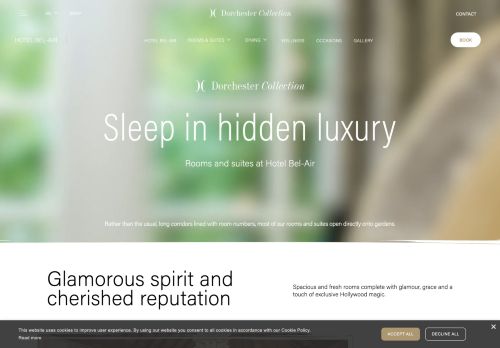 Dorchester Collection
CONTACT
HOTEL BEL-AIR
HOTEL BEL-AIR
ROOMS & SUITES
DINING
WELLNESS
OCCASIONS
GALLERY
BOOK
Dorchester Collection
Sleep in hidden luxury
Rooms and suites at Hotel Bel-Air
Rather than the usual, long corridors lined with room numbers, most of our rooms and suites open directly onto gardens.
Glamorous spirit and
cherished reputation
Spacious and fresh rooms complete with glamour, grace and a
touch of exclusive Hollywood magic.
This website uses cookies to improve user experience. By using our website you consent to all cookies in accordance with our Cookie Policy.
Read more
ACCEPT ALL
DECLINE ALL